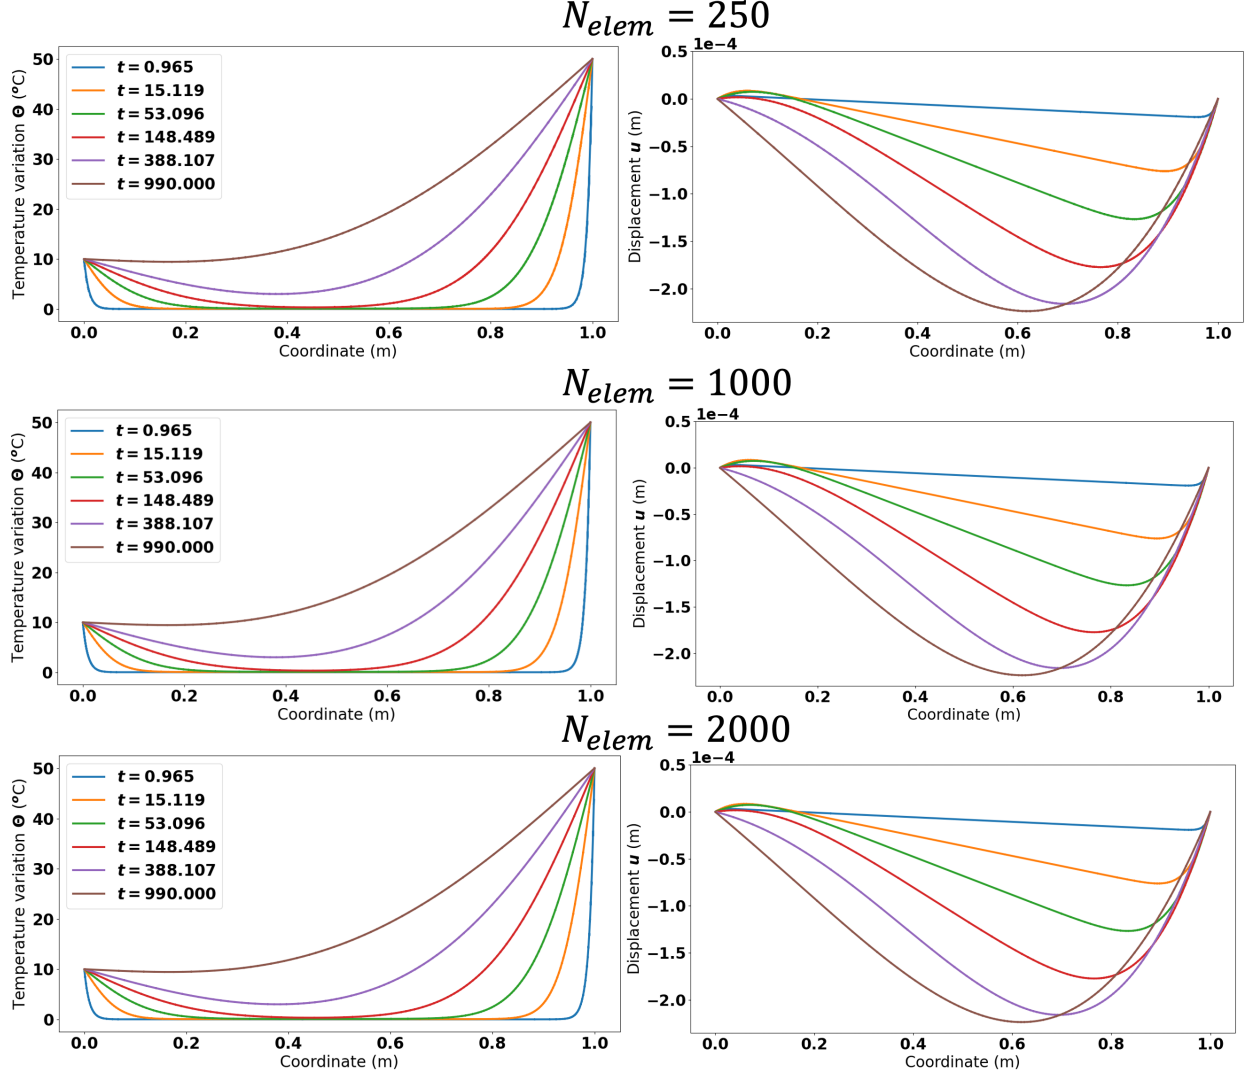 N_elem = 250
50
40
30
20
10
0
Temperature variation Θ (°C)
t = 0.965
t = 15.119
t = 53.096
t = 148.489
t = 388.107
t = 990.000
0.0 0.2 0.4 0.6 0.8 1.0
Coordinate (m)
1e−4
0.5
0.0
−0.5
−1.0
−1.5
−2.0
Displacement u (m)
0.0 0.2 0.4 0.6 0.8 1.0
Coordinate (m)
N_elem = 1000
50
40
30
20
10
0
Temperature variation Θ (°C)
t = 0.965
t = 15.119
t = 53.096
t = 148.489
t = 388.107
t = 990.000
0.0 0.2 0.4 0.6 0.8 1.0
Coordinate (m)
1e−4
0.5
0.0
−0.5
−1.0
−1.5
−2.0
Displacement u (m)
0.0 0.2 0.4 0.6 0.8 1.0
Coordinate (m)
N_elem = 2000
50
40
30
20
10
0
Temperature variation Θ (°C)
t = 0.965
t = 15.119
t = 53.096
t = 148.489
t = 388.107
t = 990.000
0.0 0.2 0.4 0.6 0.8 1.0
Coordinate (m)
1e−4
0.5
0.0
−0.5
−1.0
−1.5
−2.0
Displacement u (m)
0.0 0.2 0.4 0.6 0.8 1.0
Coordinate (m)